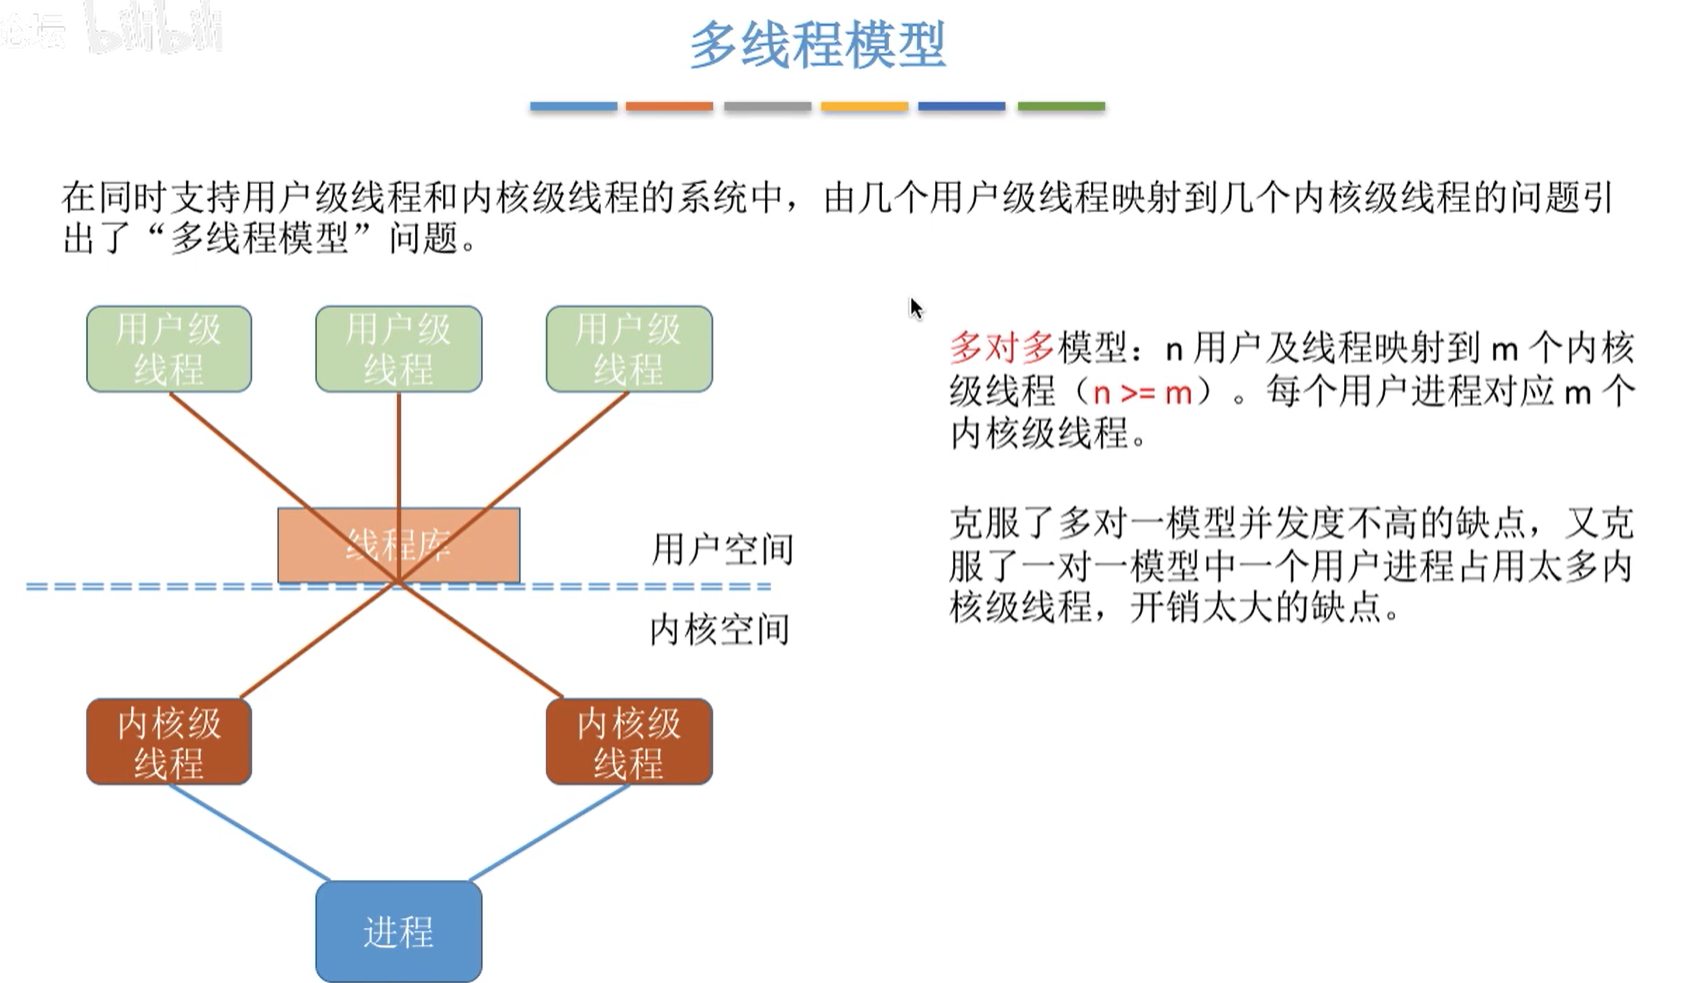 论坛 bilibili
多线程模型
在同时支持用户级线程和内核级线程的系统中，由几个用户级线程映射到几个内核级线程的问题引
出了“多线程模型”问题。
用户级
线程
用户级
线程
用户级
线程
线程库
用户空间
内核空间
内核级
线程
内核级
线程
进程
多对多模型：n 用户及线程映射到 m 个内核
级线程（n >= m）。每个用户进程对应 m 个
内核级线程。
克服了多对一模型并发度不高的缺点，又克
服了一对一模型中一个用户进程占用太多内
核级线程，开销太大的缺点。